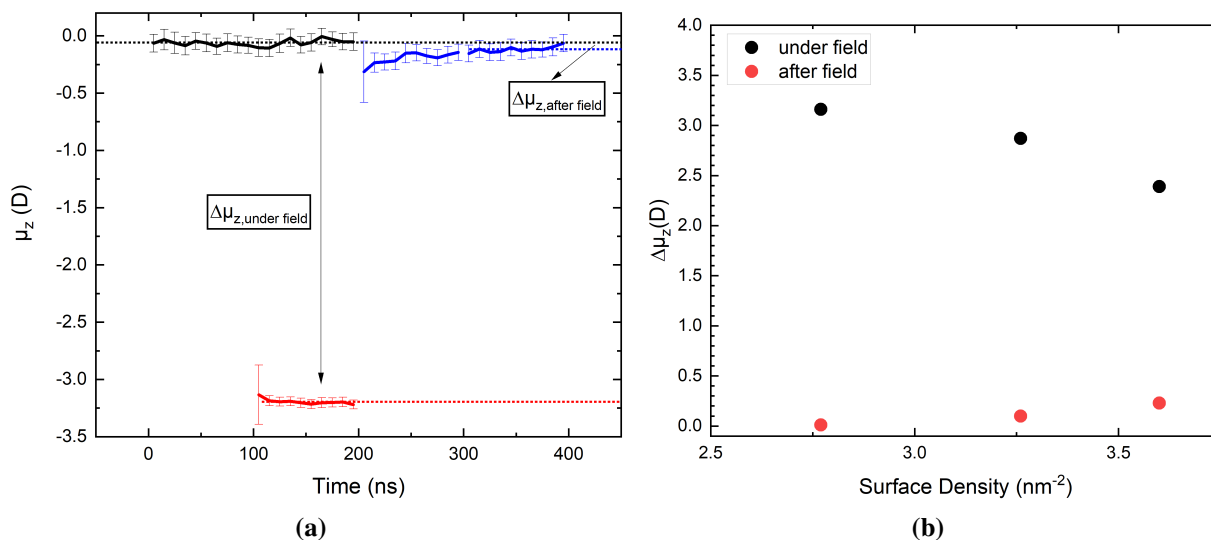 0.0
-0.5
-1.0
-1.5
-2.0
-2.5
-3.0
-3.5
μz (D)
0 100 200 300 400
Time (ns)
Δμz,under field
Δμz,after field
(a)
4.0
3.5
3.0
2.5
2.0
1.5
1.0
0.5
0.0
Δμz(D)
under field
after field
2.5 3.0 3.5
Surface Density (nm-2)
(b)